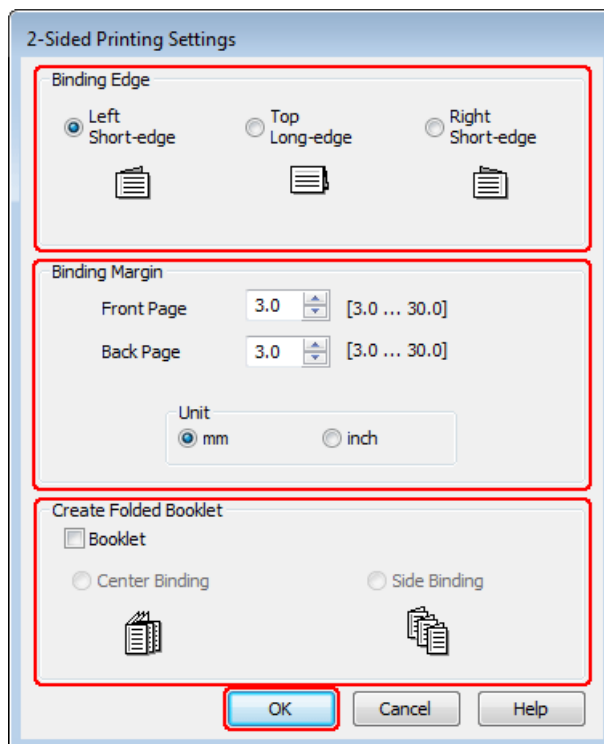 2-Sided Printing Settings
Binding Edge
Left
Short-edge
Top
Long-edge
Right
Short-edge
Binding Margin
Front Page 3.0 [3.0 ... 30.0]
Back Page 3.0 [3.0 ... 30.0]
Unit
mm inch
Create Folded Booklet
Booklet
Center Binding Side Binding
OK Cancel Help